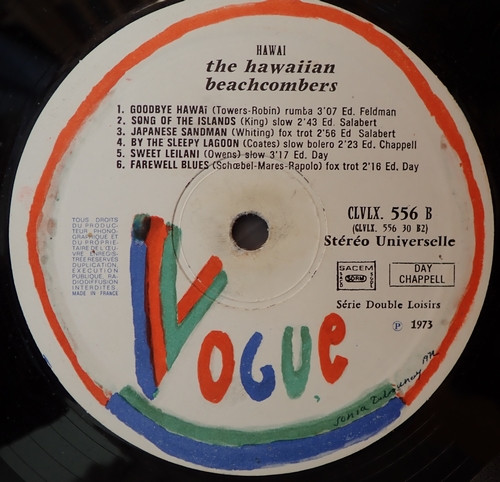 HAWAI
the hawaiian
beachcombers
1. GOODBYE HAWAï (Towers-Robin) rumba 3'07 Ed. Feldman
2. SONG OF THE ISLANDS (King) slow 2'43 Ed. Salabert
3. JAPANESE SANDMAN (Whiting) fox trot 2'56 Ed. Salabert
4. BY THE SLEEPY LAGOON (Coates) slow bolero 2'23 Ed. Chappell
5. SWEET LEILANI (Owens) slow 3'17 Ed. Day
6. FAREWELL BLUES (Schœbel-Mares-Rapolo) fox trot 2'16 Ed. Day
TOUS DROITS
DU PRODUC-
TEUR PHONO-
GRAPHIQUE ET
DU PROPRIE-
TAIRE DE L'ŒU-
VRE ENREGIS-
TREE RESERVES
DUPLICATION,
EXECUTION
PUBLIQUE, RA-
DIODIFFUSION
INTERDITES.
MADE IN FRANCE
CLVLX. 556 B
(CLVLX. 556 30 B2)
Stéréo Universelle
SACEM
DAY
CHAPPELL
Série Double Loisirs
Ⓟ 1973
VOGUE
Sonia Delaunay